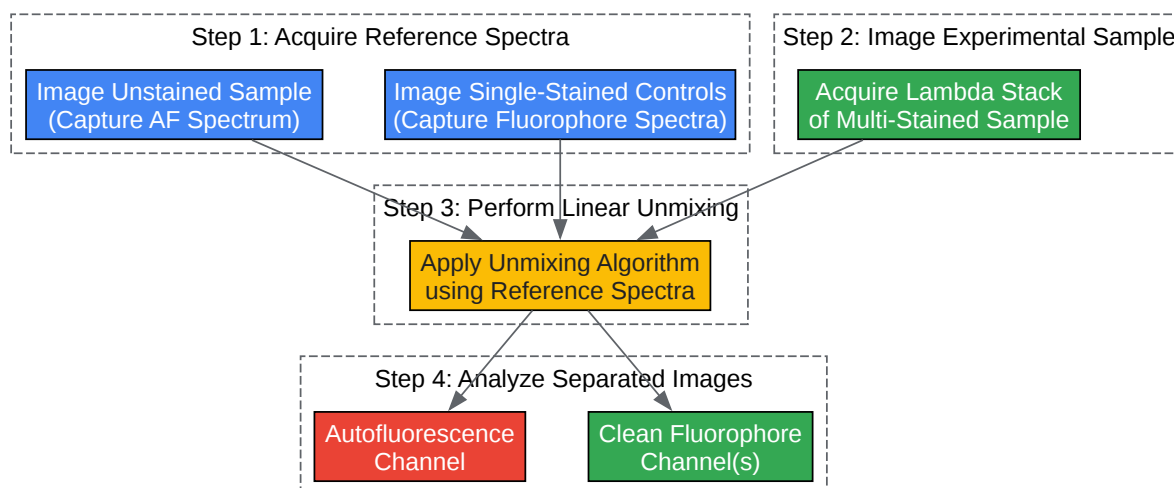 Step 1: Acquire Reference Spectra
Image Unstained Sample
(Capture AF Spectrum)
Image Single-Stained Controls
(Capture Fluorophore Spectra)
Step 2: Image Experimental Sample
Acquire Lambda Stack
of Multi-Stained Sample
Step 3: Perform Linear Unmixing
Apply Unmixing Algorithm
using Reference Spectra
Step 4: Analyze Separated Images
Autofluorescence
Channel
Clean Fluorophore
Channel(s)